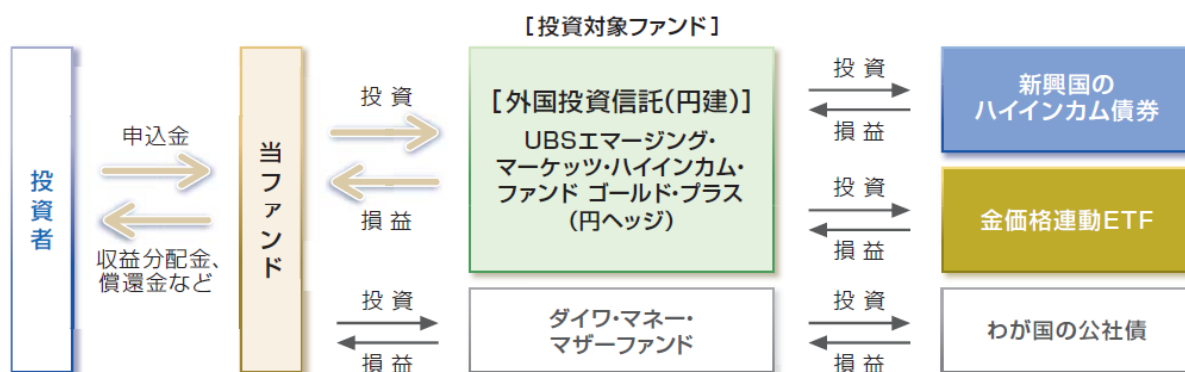 [投資対象ファンド]
投資者
申込金
収益分配金、
償還金など
当ファンド
投資
損益
[外国投資信託(円建)]
UBSエマージング・
マーケッツ・ハイインカム・
ファンド ゴールド・プラス
(円ヘッジ)
投資
損益
新興国の
ハイインカム債券
投資
損益
金価格連動ETF
投資
損益
ダイワ・マネー・
マザーファンド
投資
損益
わが国の公社債